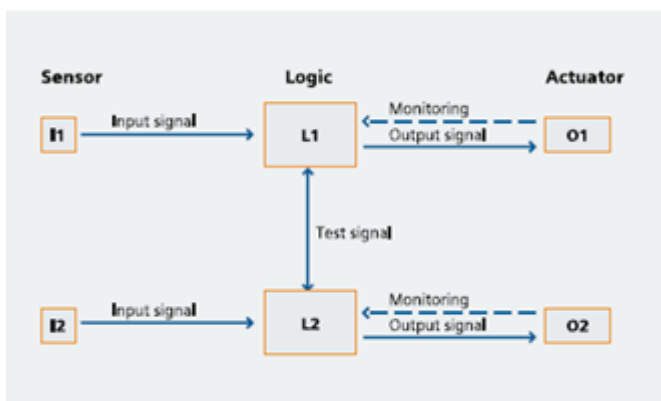 Sensor Logic Actuator
Input signal Monitoring
I1 L1 Output signal O1
Test signal
Input signal Monitoring
I2 L2 Output signal O2